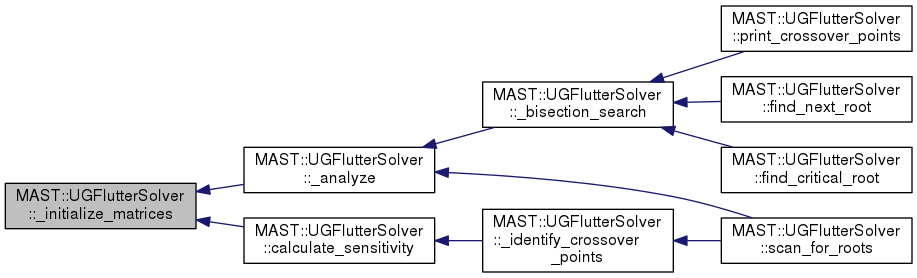 MAST::UGFlutterSolver
::print_crossover_points
MAST::UGFlutterSolver
::_bisection_search
MAST::UGFlutterSolver
::find_next_root
MAST::UGFlutterSolver
::_analyze
MAST::UGFlutterSolver
::find_critical_root
MAST::UGFlutterSolver
::_initialize_matrices
MAST::UGFlutterSolver
::calculate_sensitivity
MAST::UGFlutterSolver
::_identify_crossover
_points
MAST::UGFlutterSolver
::scan_for_roots